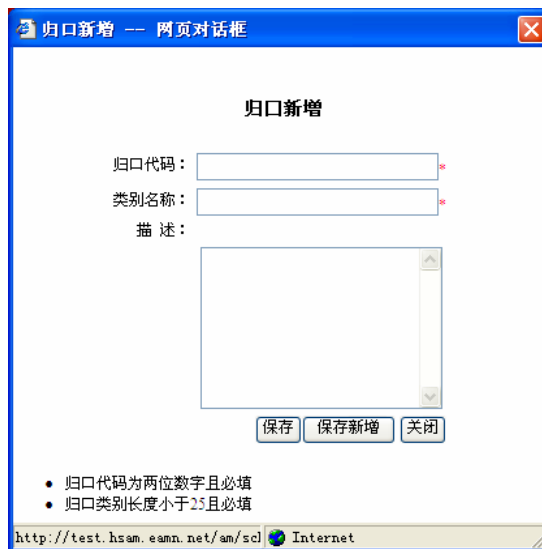 归口新增 -- 网页对话框
归口新增
归口代码：*
类别名称：*
描 述：
保存 保存新增 关闭
• 归口代码为两位数字且必填
• 归口类别长度小于25且必填
http://test.hsam.eamn.net/am/scl Internet